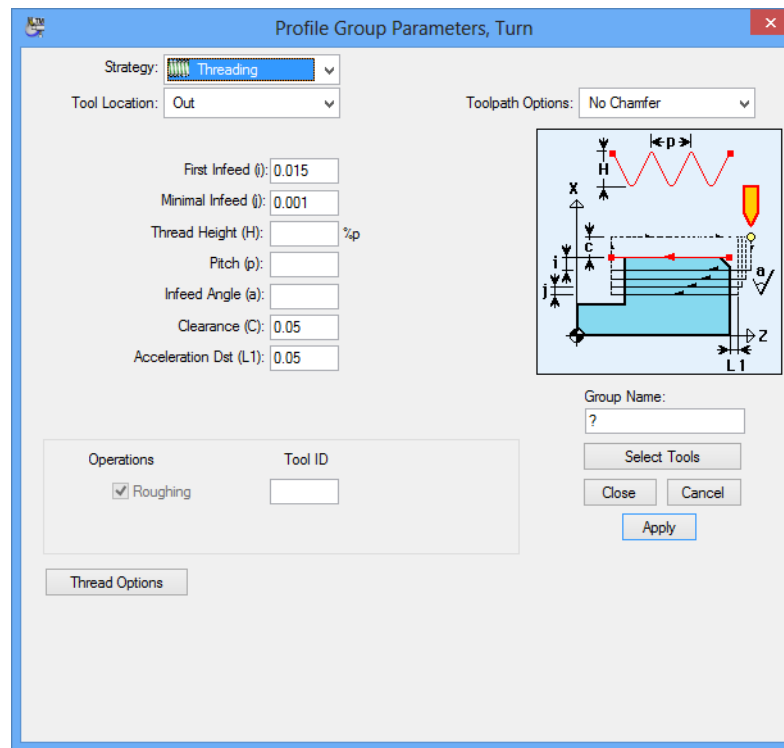 Profile Group Parameters, Turn
Strategy: Threading
Tool Location: Out
Toolpath Options: No Chamfer
First Infeed (i): 0.015
Minimal Infeed (j): 0.001
Thread Height (H): %p
Pitch (p):
Infeed Angle (a):
Clearance (C): 0.05
Acceleration Dst (L1): 0.05
p
H
X
c
i
j
a
Z
L1
Group Name:
?
Operations Tool ID
Roughing
Select Tools
Close Cancel
Apply
Thread Options